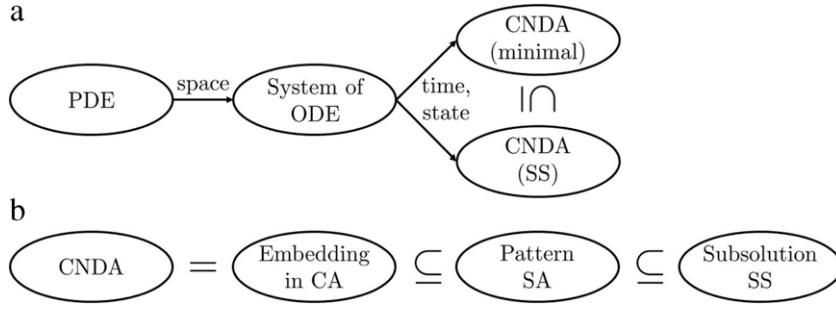 a
PDE
space
System of
ODE
time,
state
CNDA
(minimal)
⊆
CNDA
(SS)
b
CNDA
=
Embedding
in CA
⊆
Pattern
SA
⊆
Subsolution
SS